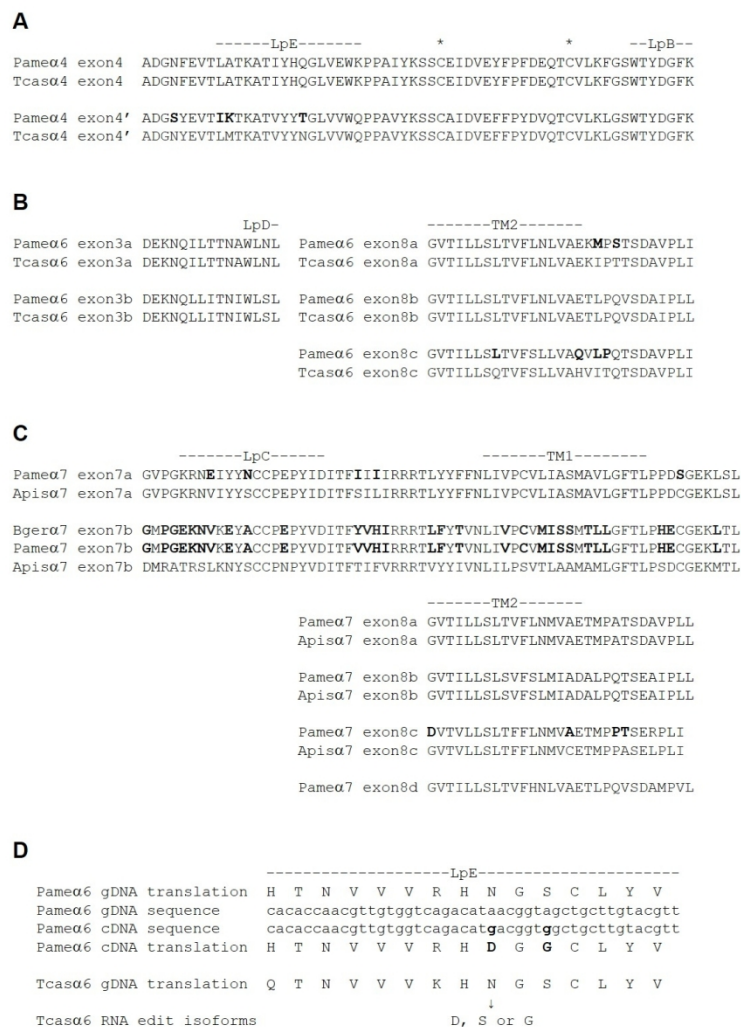 A
------LpE--------- * * --LpB--
Pameα4 exon4 ADGNFEVTLATKATIYHQGLVEWKPPAIYKSSCEIDVEYFPFDEQTCVLKFGSWTYDGFK
Tcasα4 exon4 ADGNFEVTLATKATIYHQGLVEWKPPAIYKSSCEIDVEYFPFDEQTCVLKFGSWTYDGFK
Pameα4 exon4′ ADGSYEVTIKTKATVYYTGLVVWQPPAVYKSSCAIDVEFFPYDVQTCVLKLGSWTYDGFK
Tcasα4 exon4′ ADGNYEVTLMTKATVYYNGLVVWQPPAVYKSSCAIDVEFFPYDVQTCVLKLGSWTYDGFK
B
LpD- -------TM2-------
Pameα6 exon3a DEKNQILTTNAWLNL Pameα6 exon8a GVTILLSLTVFLNLVAEKMPSTSDAVPLI
Tcasα6 exon3a DEKNQILTTNAWLNL Tcasα6 exon8a GVTILLSLTVFLNLVAEKIPTTSDAVPLI
Pameα6 exon3b DEKNQLLITNIWLSL Pameα6 exon8b GVTILLSLTVFLNLVAETLPQVSDAIPLL
Tcasα6 exon3b DEKNQLLITNIWLSL Tcasα6 exon8b GVTILLSLTVFLNLVAETLPQVSDAIPLL
Pameα6 exon8c GVTILLSLTVFSLLVAQVLPQTSDAVPLI
Tcasα6 exon8c GVTILLSQTVFSLLVAHVITQTSDAVPLI
C
-------LpC------ -------TM1---------
Pameα7 exon7a GVPGKRNEIYYNCCPEPYIDITFIIIIRRRTLYYFFNLIVPCVLIASMAVLGFTLPPDSGEKLSL
Apisα7 exon7a GVPGKRNVIYYSCCPEPYIDITFSILIRRRTLYYFFNLIVPCVLIASMAVLGFTLPPDCGEKLSL
Bgerα7 exon7b GMPGEKNVKEYACCPEPYVDITFYVHIRRRTLFYTVNLIVPCVMISSMTLLGFTLPHECGEKLTL
Pameα7 exon7b GMPGEKNVKEYACCPEPYVDITFVVHIRRRTLFYTVNLIVPCVMISSMTLLGFTLPHECGEKLTL
Apisα7 exon7b DMRATRSLKNYSCCPNPYVDITFTIFVRRRTVYYIVNLILPSVTLAAMAMLGFTLPSDCGEKMTL
-------TM2-------
Pameα7 exon8a GVTILLSLTVFLNMVAETMPATSDAVPLL
Apisα7 exon8a GVTILLSLTVFLNMVAETMPATSDAVPLL
Pameα7 exon8b GVTILLSLSVFSLMIADALPQTSEAIPLL
Apisα7 exon8b GVTILLSLSVFSLMIADALPQTSEAIPLL
Pameα7 exon8c DVTVLLSLTFFLNMVAETMPPTSERPLI
Apisα7 exon8c GVTVLLSLTFFLNMVCETMPPASELPLI
Pameα7 exon8d GVTILLSLTVFHNLVAETLPQVSDAMPVL
D
--------------------LpE-------------------------
Pameα6 gDNA translation H T N V V V R H N G S C L Y V
Pameα6 gDNA sequence cacaccaacgttgtggtcagacataacggtagctgcttgtacgtt
Pameα6 cDNA sequence cacaccaacgttgtggtcagacatgacggtggctgcttgtacgtt
Pameα6 cDNA translation H T N V V V R H D G G C L Y V
Tcasα6 gDNA translation Q T N V V V K H N G S C L Y V
↓
Tcasα6 RNA edit isoforms D, S or G